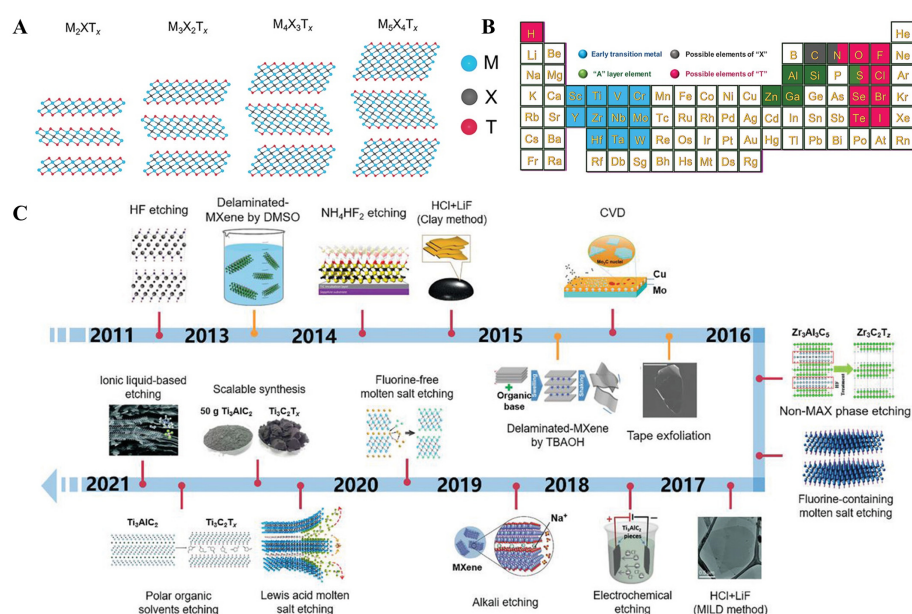 A
M₂XTₓ
M₃X₂Tₓ
M₄X₃Tₓ
M₅X₄Tₓ
M
X
T
B
Early transition metal
Possible elements of "X"
"A" layer element
Possible elements of "T"
H He
Li Be B C N O F Ne
Na Mg Al Si P S Cl Ar
K Ca Sc Ti V Cr Mn Fe Co Ni Cu Zn Ga Ge As Se Br Kr
Rb Sr Y Zr Nb Mo Tc Ru Rh Pd Ag Cd In Sn Sb Te I Xe
Cs Ba Hf Ta W Re Os Ir Pt Au Hg Tl Pb Bi Po At Rn
Fr Ra Rf Db Sg Bh Hs Mt Ds Rg
C
HF etching
Delaminated-
MXene by DMSO
NH₄HF₂ etching
HCl+LiF
(Clay method)
CVD
Mo₂C nuclei
Cu
Mo
2011
2013
2014
2015
2016
Zr₃Al₃C₅
Zr₃C₂Tₓ
HF
Treatment
Non-MAX phase etching
Ionic liquid-based
etching
Scalable synthesis
50 g Ti₃AlC₂
Ti₃C₂Tₓ
Fluorine-free
molten salt etching
Organic
base
Delaminated-MXene
by TBAOH
Tape exfoliation
Fluorine-containing
molten salt etching
2021
2020
2019
2018
2017
Ti₃AlC₂
Ti₃C₂Tₓ
Polar organic
solvents etching
Lewis acid molten
salt etching
MXene
Na⁺
Alkali etching
Ti₃AlC₂
pieces
Electrochemical
etching
HCl+LiF
(MILD method)